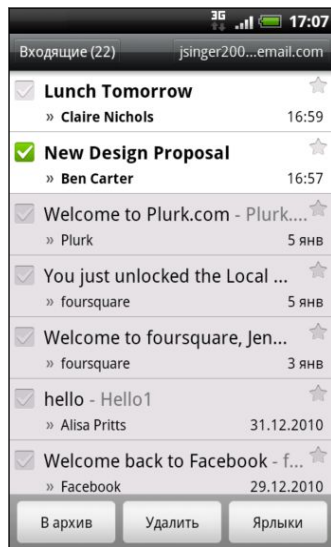 3G 17:07
Входящие (22) jsinger200...email.com
Lunch Tomorrow
» Claire Nichols 16:59
New Design Proposal
» Ben Carter 16:57
Welcome to Plurk.com - Plurk....
» Plurk 5 янв
You just unlocked the Local ...
» foursquare 5 янв
Welcome to foursquare, Jen...
» foursquare 3 янв
hello - Hello1
» Alisa Pritts 31.12.2010
Welcome back to Facebook - f...
» Facebook 29.12.2010
В архив Удалить Ярлыки